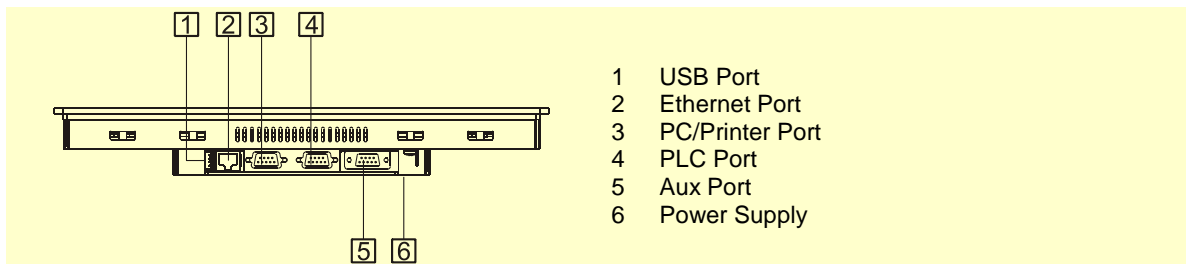 1 2 3 4
1 USB Port
2 Ethernet Port
3 PC/Printer Port
4 PLC Port
5 Aux Port
6 Power Supply
5 6